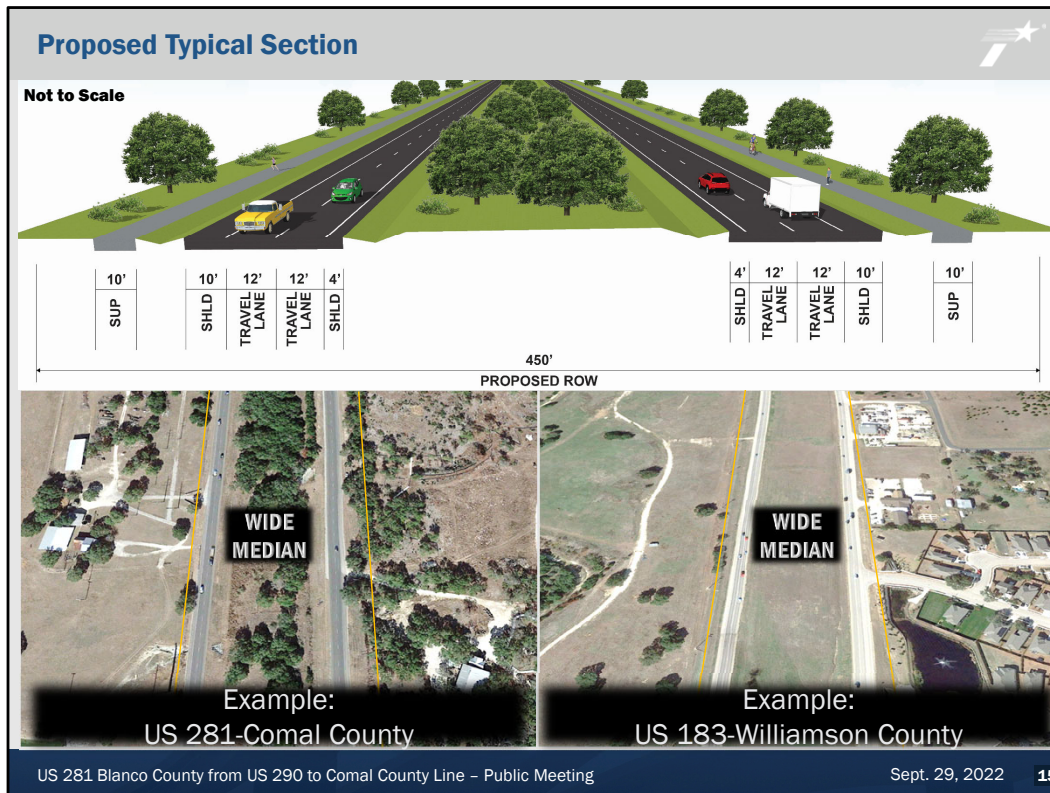 Proposed Typical Section
Not to Scale
10' 10' 12' 12' 4' 4' 12' 12' 10' 10'
SUP SHLD TRAVEL LANE TRAVEL LANE SHLD SHLD TRAVEL LANE TRAVEL LANE SHLD SUP
450'
PROPOSED ROW
WIDE
MEDIAN
Example:
US 281-Comal County
WIDE
MEDIAN
Example:
US 183-Williamson County
US 281 Blanco County from US 290 to Comal County Line – Public Meeting
Sept. 29, 2022 15